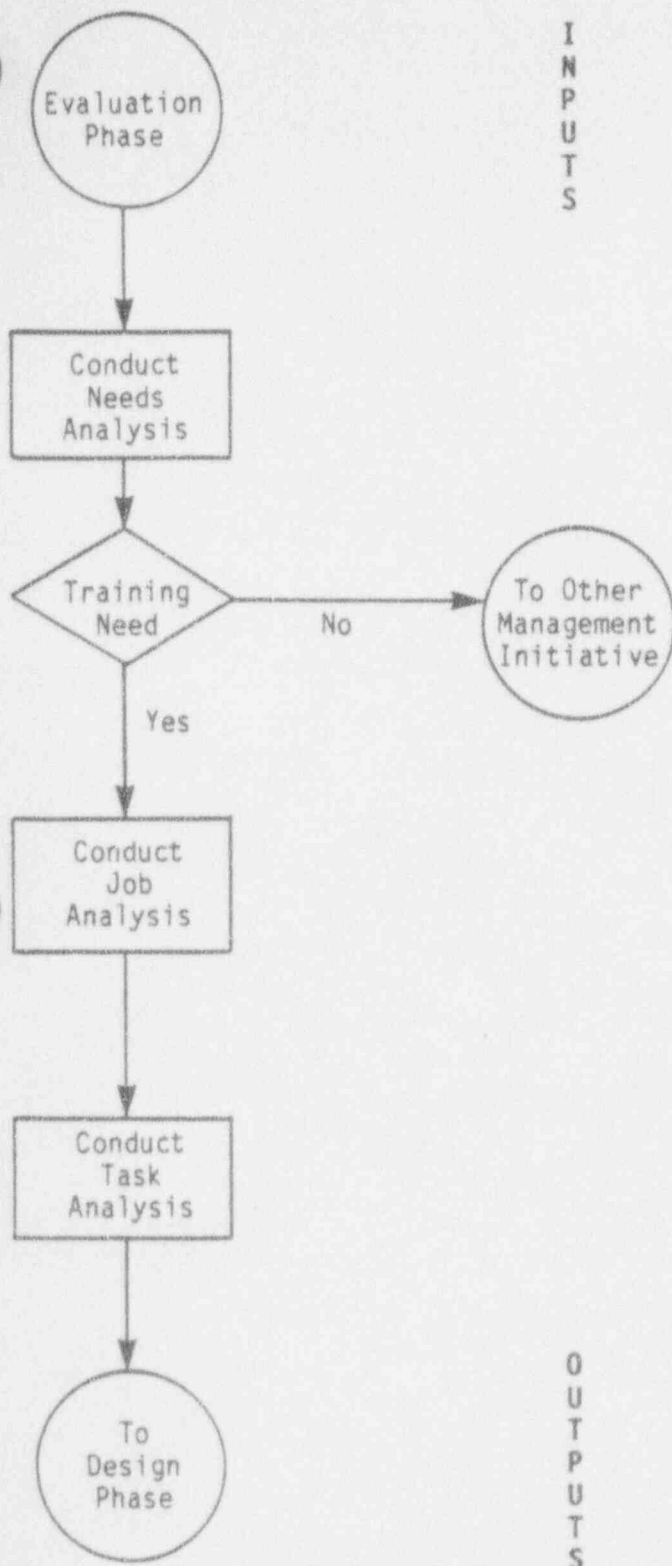 Evaluation
Phase
I
N
P
U
T
S
Conduct
Needs
Analysis
Training
Need
No
To Other
Management
Initiative
Yes
Conduct
Job
Analysis
Conduct
Task
Analysis
To
Design
Phase
O
U
T
P
U
T
S